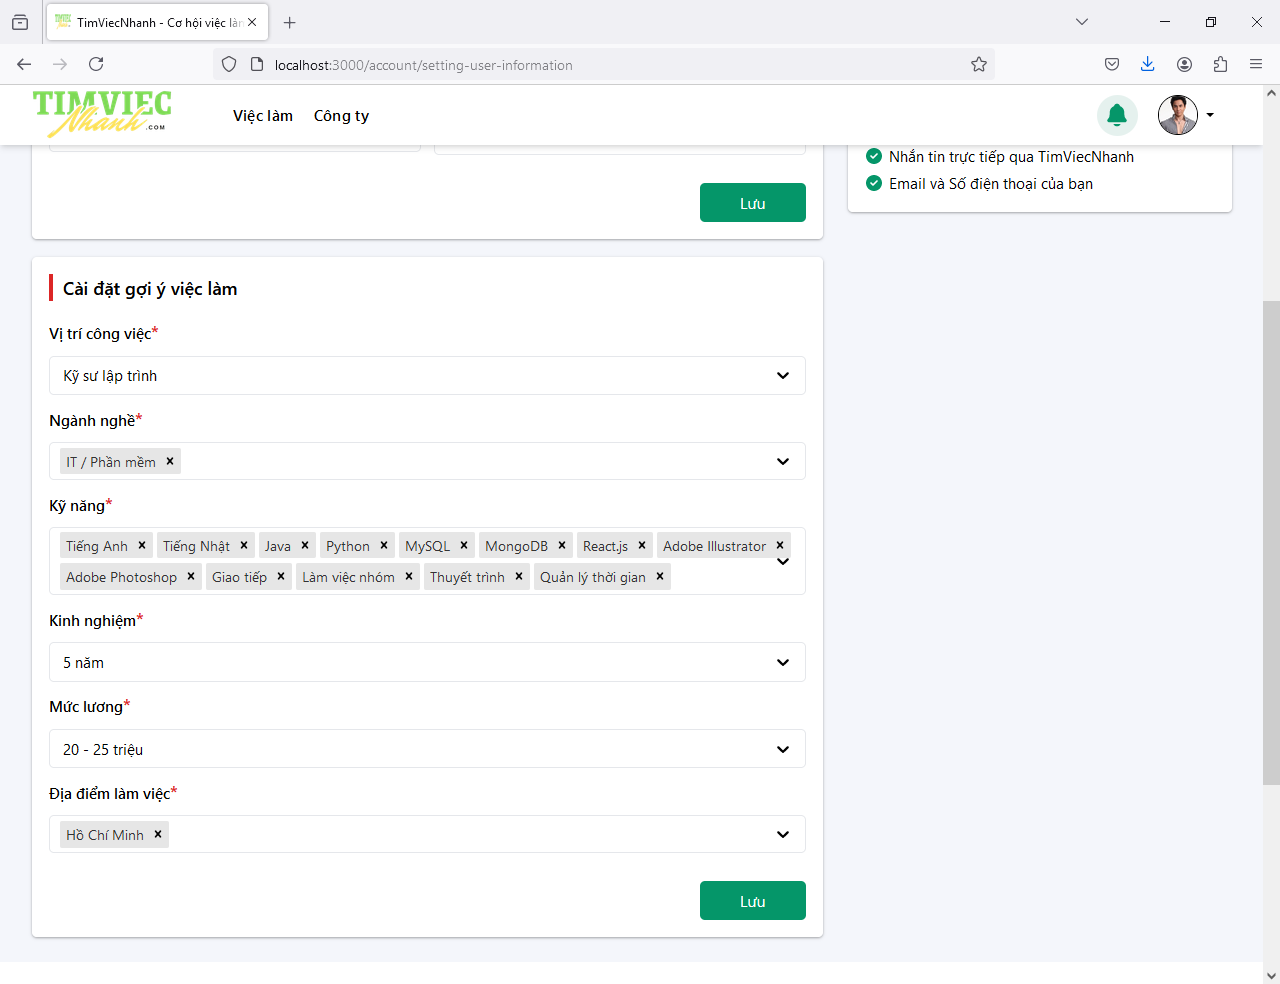 TimViecNhanh - Cơ hội việc làn
localhost:3000/account/setting-user-information
TIMVIEC
Nhanh .COM
Việc làm Công ty
Nhắn tin trực tiếp qua TimViecNhanh
Email và Số điện thoại của bạn
Lưu
Cài đặt gợi ý việc làm
Vị trí công việc*
Kỹ sư lập trình
Ngành nghề*
IT / Phần mềm
Kỹ năng*
Tiếng Anh Tiếng Nhật Java Python MySQL MongoDB React.js Adobe Illustrator
Adobe Photoshop Giao tiếp Làm việc nhóm Thuyết trình Quản lý thời gian
Kinh nghiệm*
5 năm
Mức lương*
20 - 25 triệu
Địa điểm làm việc*
Hồ Chí Minh
Lưu